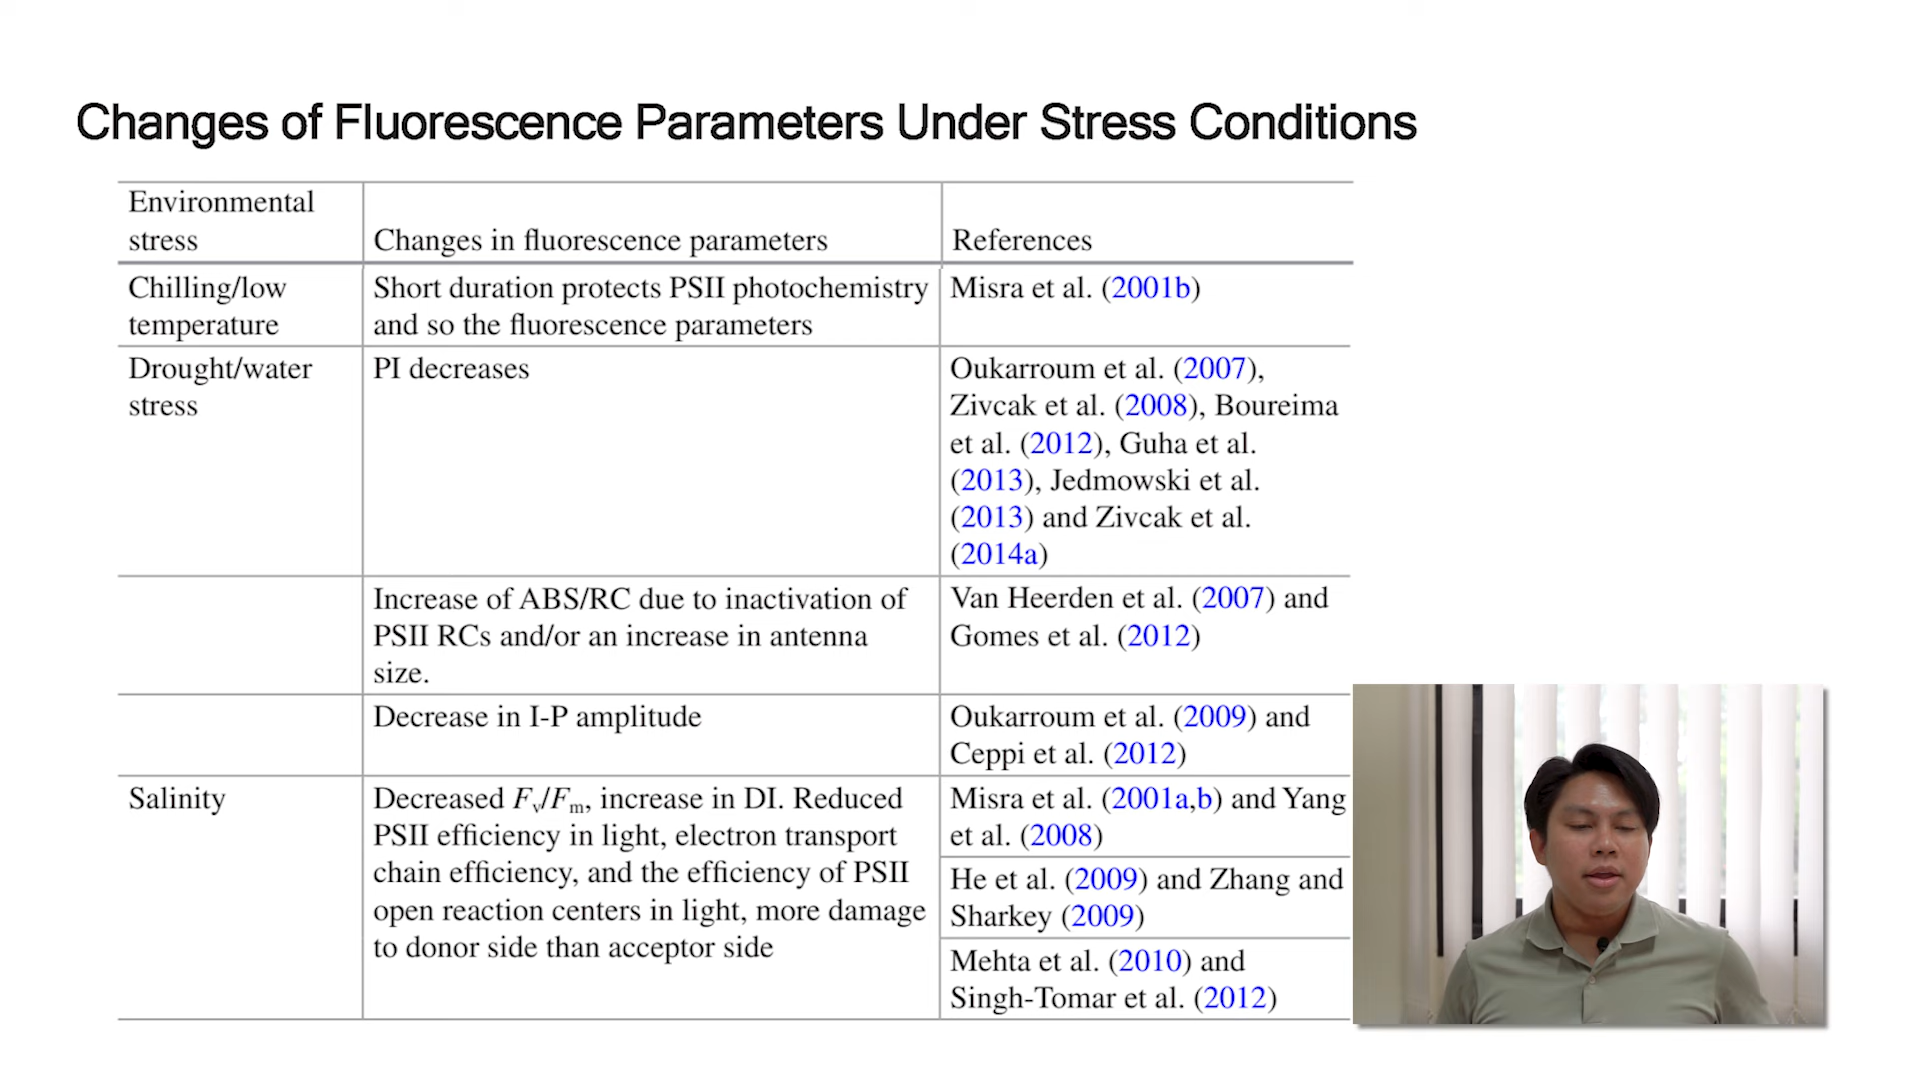 Changes of Fluorescence Parameters Under Stress Conditions
Environmental
stress
Changes in fluorescence parameters
References
Chilling/low
temperature
Short duration protects PSII photochemistry
and so the fluorescence parameters
Misra et al. (2001b)
Drought/water
stress
PI decreases
Oukarroum et al. (2007),
Zivcak et al. (2008), Boureima
et al. (2012), Guha et al.
(2013), Jedmowski et al.
(2013) and Zivcak et al.
(2014a)
Increase of ABS/RC due to inactivation of
PSII RCs and/or an increase in antenna
size.
Van Heerden et al. (2007) and
Gomes et al. (2012)
Decrease in I-P amplitude
Oukarroum et al. (2009) and
Ceppi et al. (2012)
Salinity
Decreased Fv/Fm, increase in DI. Reduced
PSII efficiency in light, electron transport
chain efficiency, and the efficiency of PSII
open reaction centers in light, more damage
to donor side than acceptor side
Misra et al. (2001a,b) and Yang
et al. (2008)
He et al. (2009) and Zhang and
Sharkey (2009)
Mehta et al. (2010) and
Singh-Tomar et al. (2012)